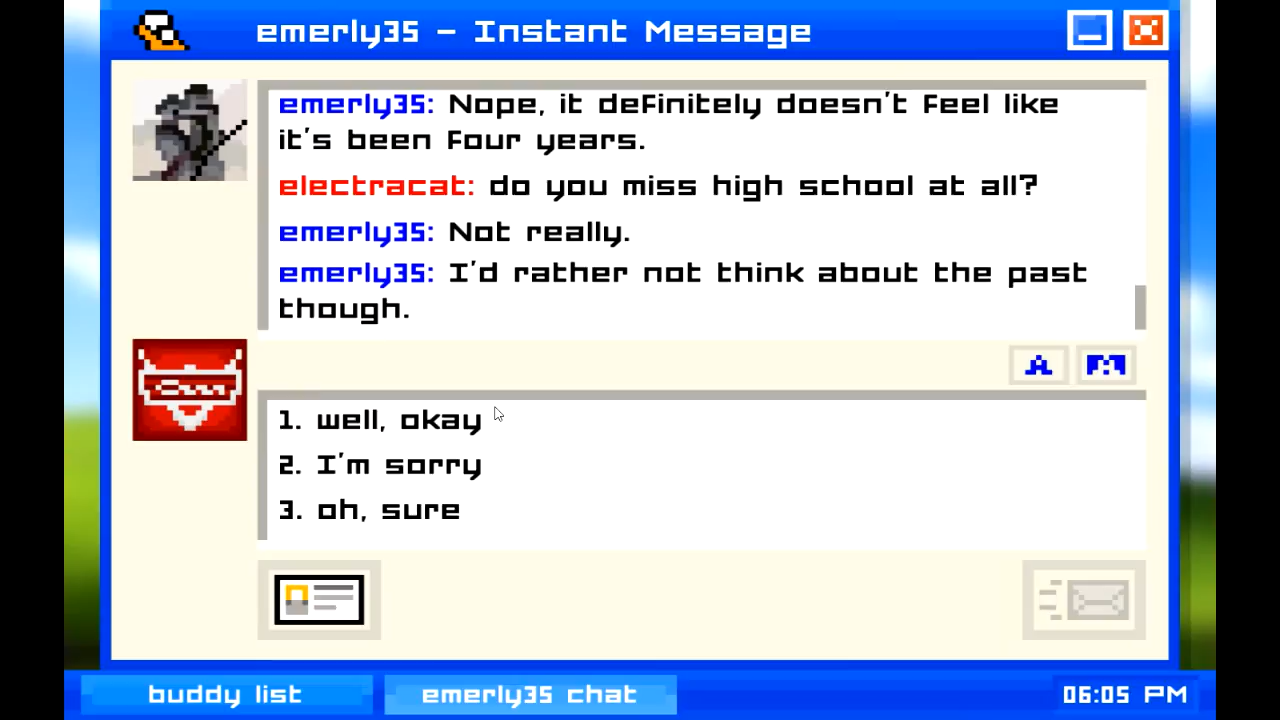 emerly35 - Instant Message
emerly35: Nope, it definitely doesn't feel like
it's been four years.
electracat: do you miss high school at all?
emerly35: Not really.
emerly35: I'd rather not think about the past
though.
A
1. well, okay
2. I'm sorry
3. oh, sure
buddy list
emerly35 chat
06:05 PM